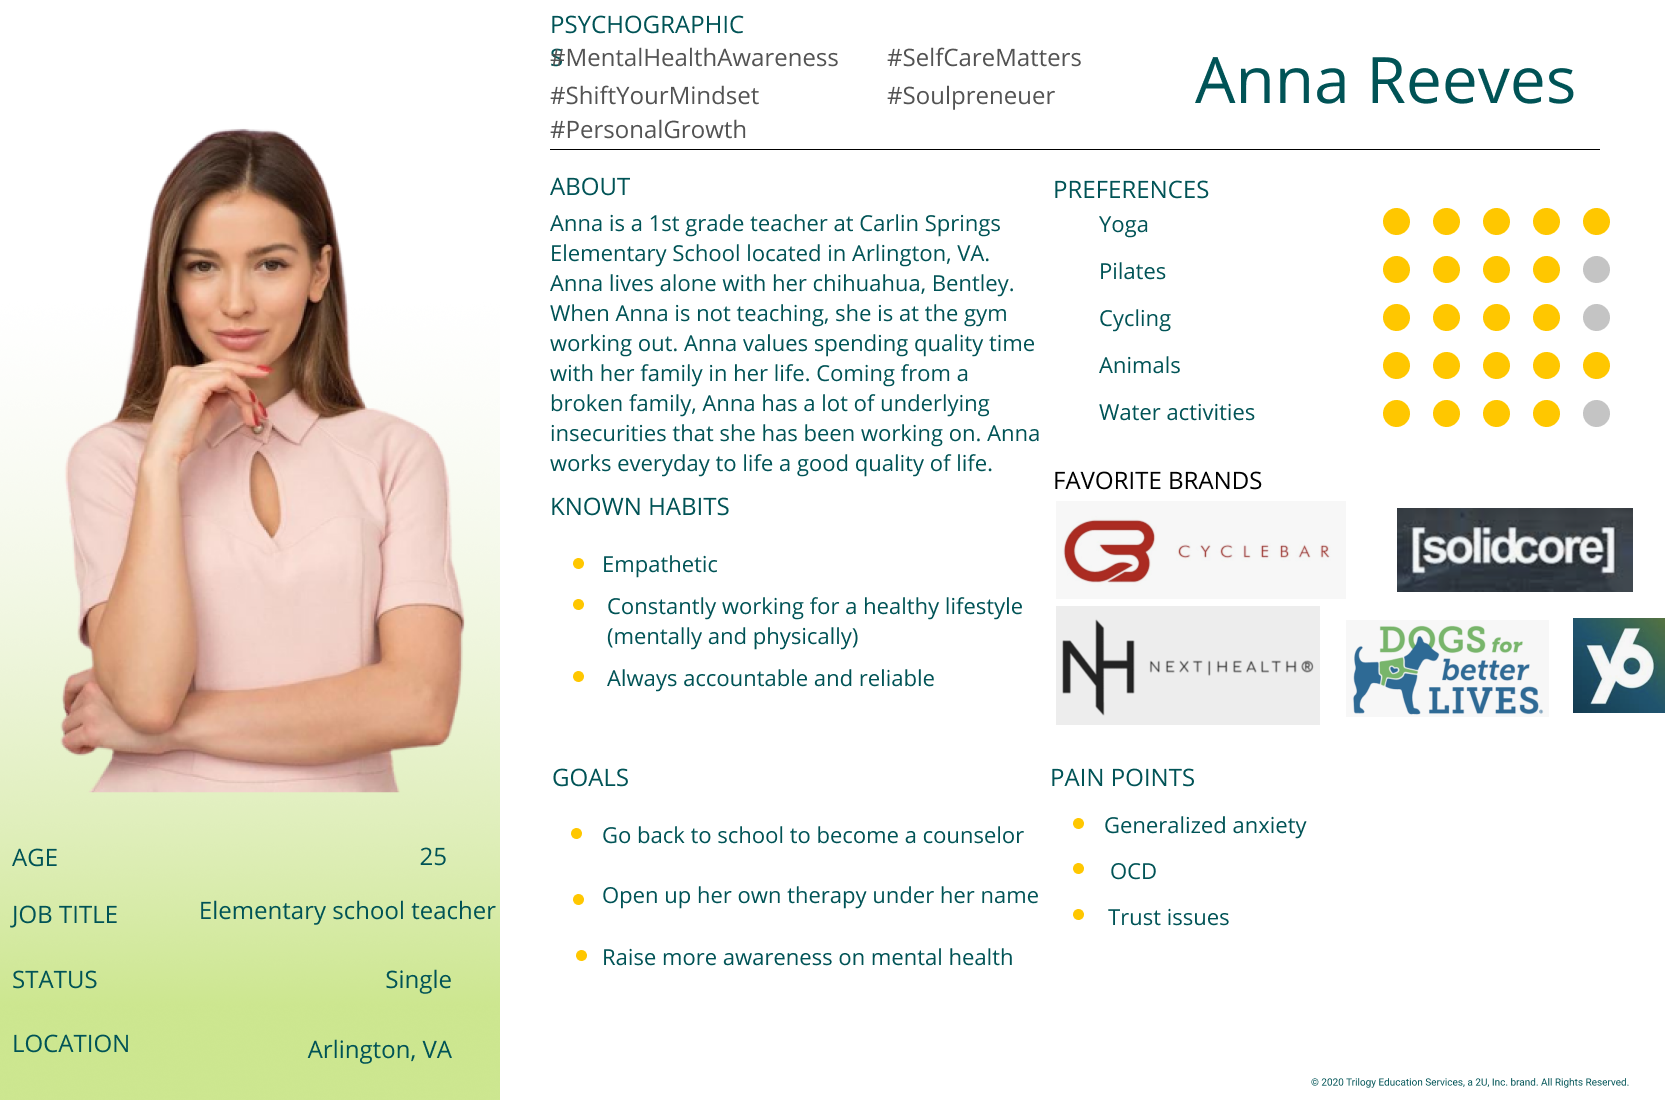 PSYCHOGRAPHIC
S
#MentalHealthAwareness #SelfCareMatters
#ShiftYourMindset #Soulpreneuer
#PersonalGrowth
Anna Reeves
ABOUT
Anna is a 1st grade teacher at Carlin Springs
Elementary School located in Arlington, VA.
Anna lives alone with her chihuahua, Bentley.
When Anna is not teaching, she is at the gym
working out. Anna values spending quality time
with her family in her life. Coming from a
broken family, Anna has a lot of underlying
insecurities that she has been working on. Anna
works everyday to life a good quality of life.
KNOWN HABITS
Empathetic
Constantly working for a healthy lifestyle
(mentally and physically)
Always accountable and reliable
PREFERENCES
Yoga
Pilates
Cycling
Animals
Water activities
FAVORITE BRANDS
CYCLEBAR
[solidcore]
NH NEXT|HEALTH®
DOGS for
better
LIVES.
y6
GOALS
Go back to school to become a counselor
Open up her own therapy under her name
Raise more awareness on mental health
PAIN POINTS
Generalized anxiety
OCD
Trust issues
AGE 25
JOB TITLE Elementary school teacher
STATUS Single
LOCATION Arlington, VA
© 2020 Trilogy Education Services, a 2U, Inc. brand. All Rights Reserved.